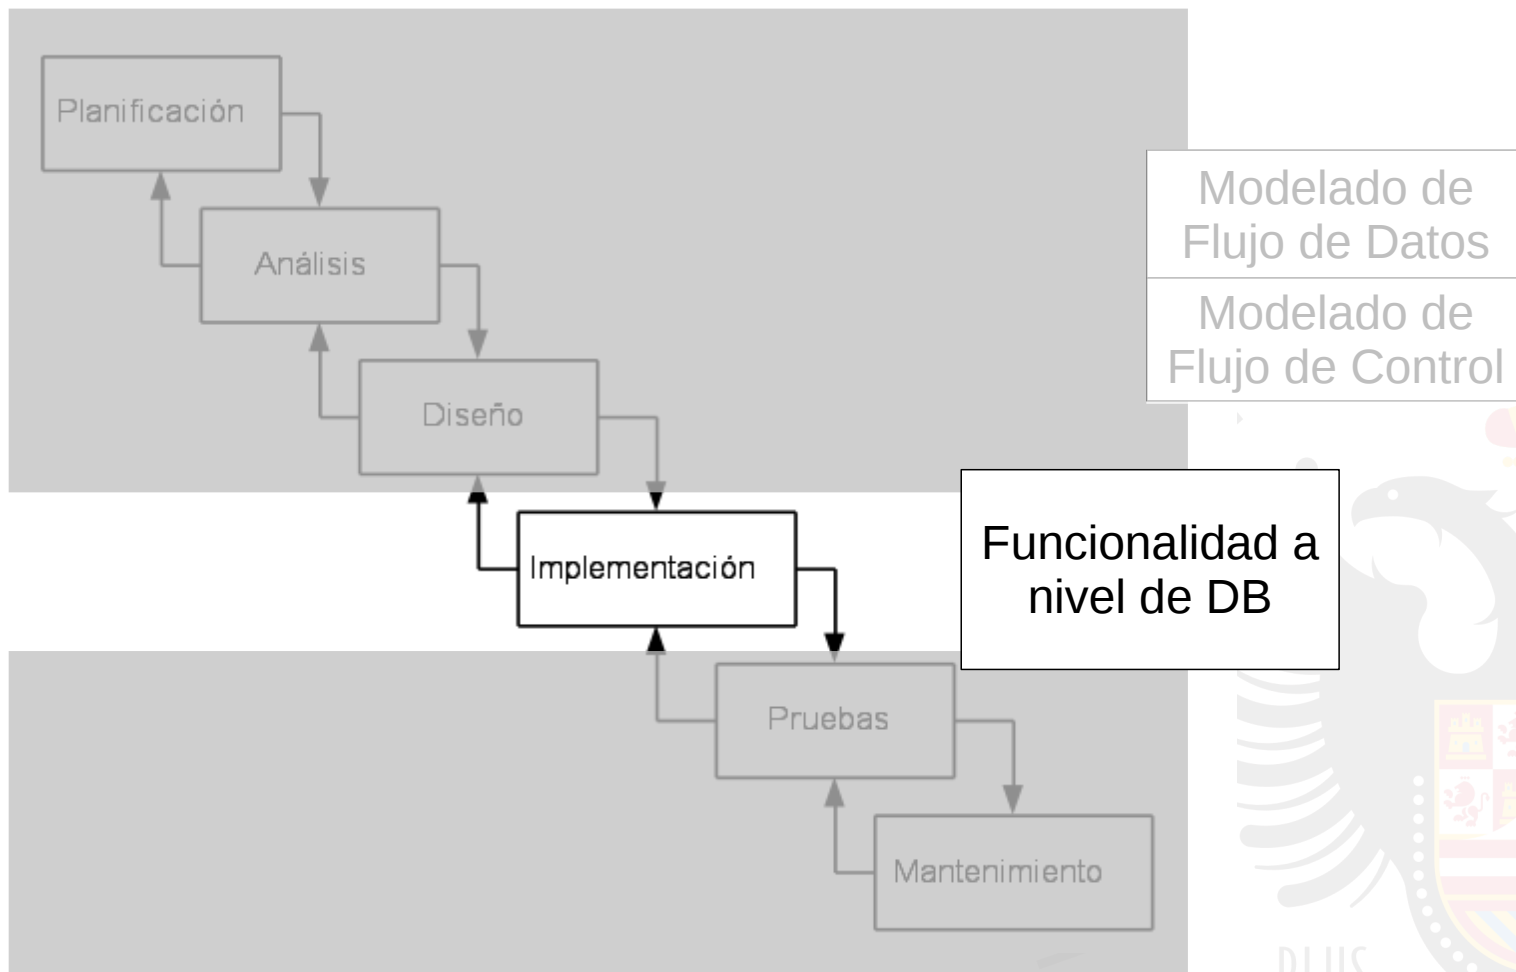 Planificación
Análisis
Diseño
Implementación
Pruebas
Mantenimiento
Modelado de
Flujo de Datos
Modelado de
Flujo de Control
Funcionalidad a
nivel de DB
PLUS